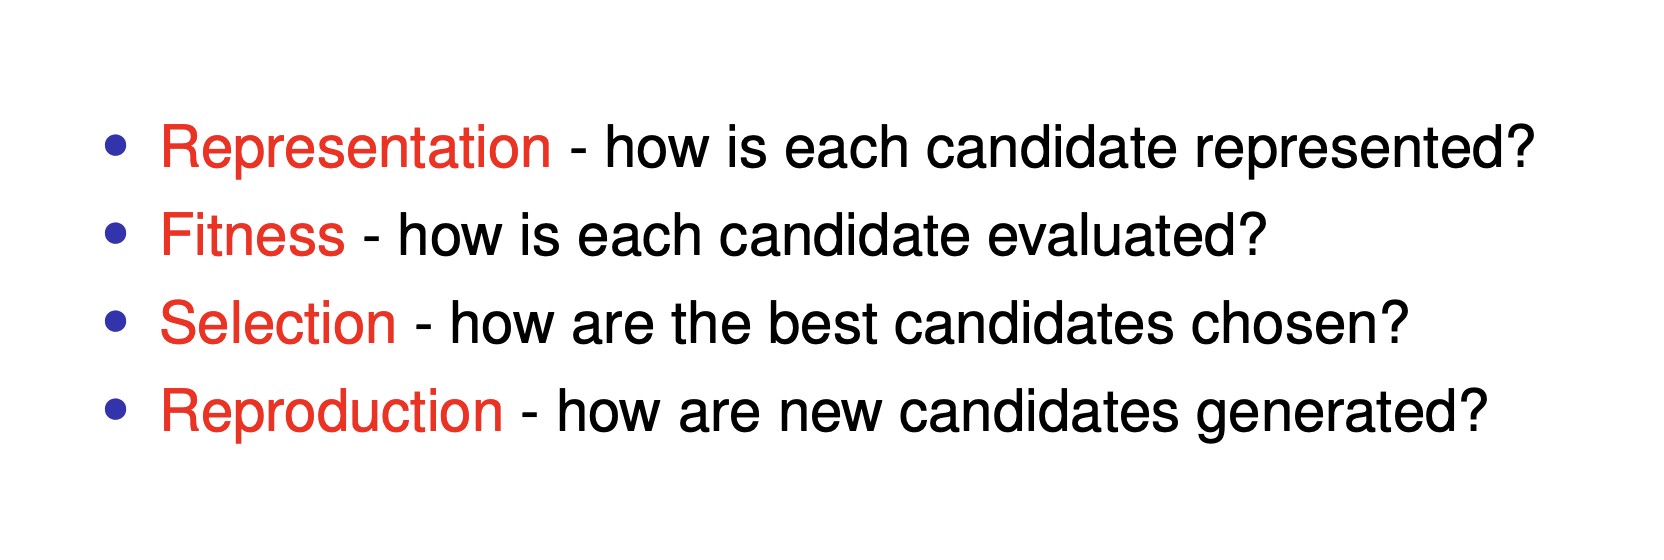 • Representation - how is each candidate represented?
• Fitness - how is each candidate evaluated?
• Selection - how are the best candidates chosen?
• Reproduction - how are new candidates generated?